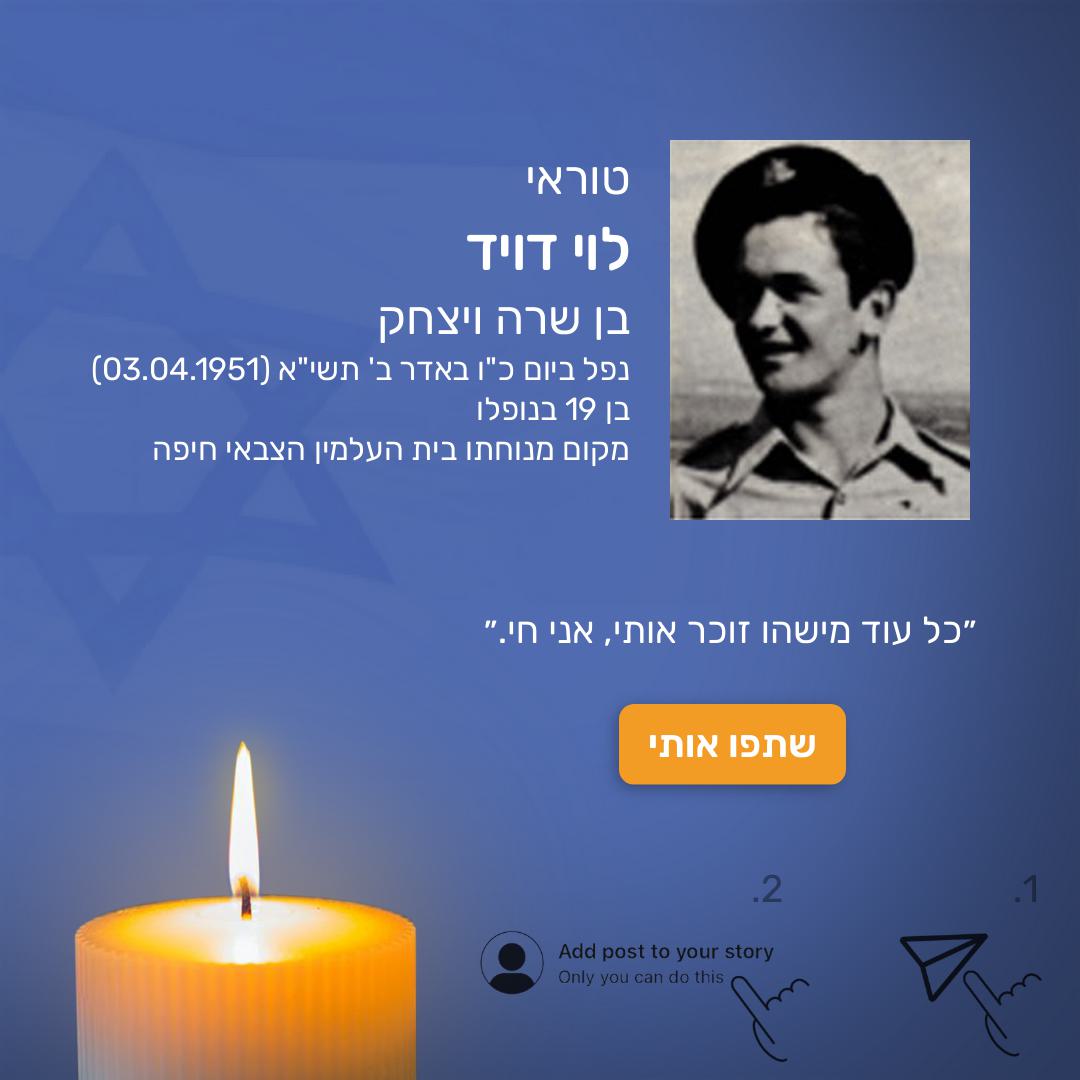 טוראי
לוי דויד
בן שרה ויצחק
נפל ביום כ"ו באדר ב' תשי"א (03.04.1951)
בן 19 בנופלו
מקום מנוחתו בית העלמין הצבאי חיפה
״כל עוד מישהו זוכר אותי, אני חי.״
שתפו אותי
1.
2.
Add post to your story
Only you can do this